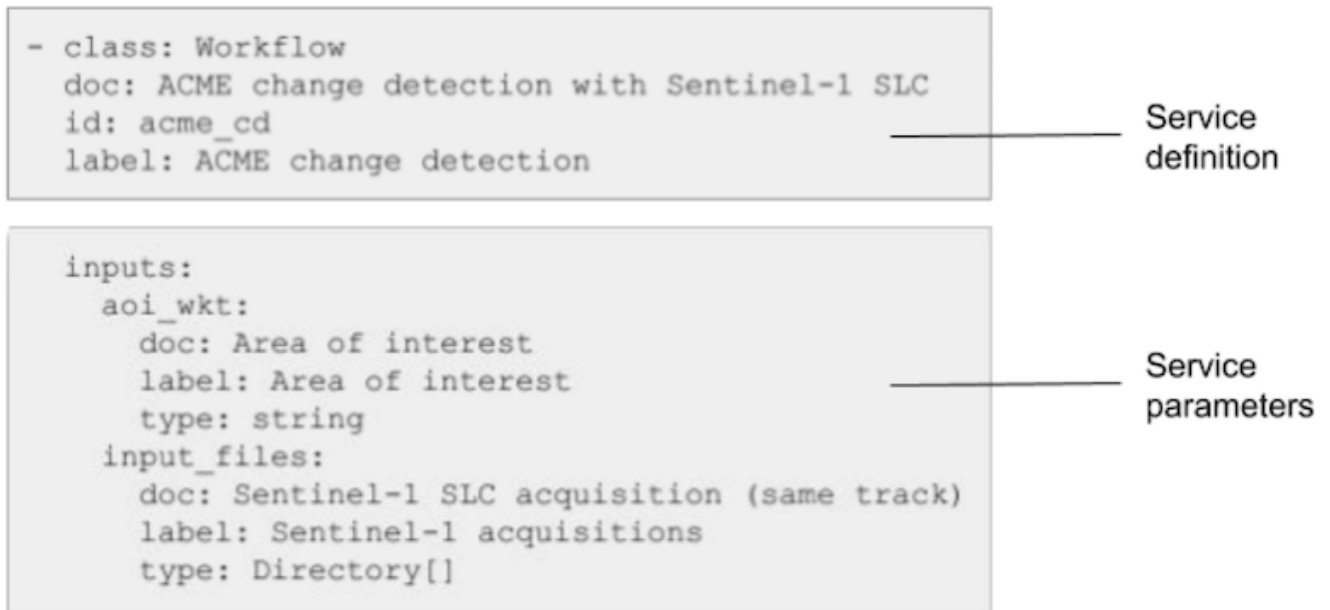 - class: Workflow
doc: ACME change detection with Sentinel-1 SLC
id: acme_cd
label: ACME change detection
Service
definition
inputs:
aoi_wkt:
doc: Area of interest
label: Area of interest
type: string
input_files:
doc: Sentinel-1 SLC acquisition (same track)
label: Sentinel-1 acquisitions
type: Directory[]
Service
parameters